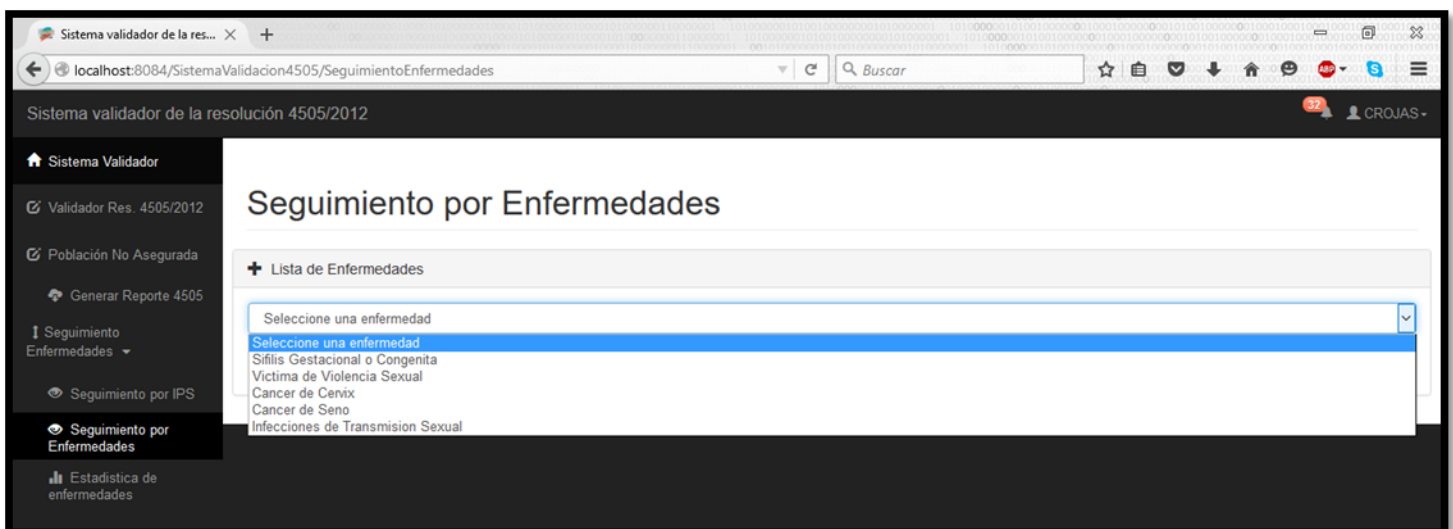 Sistema validador de la res...
localhost:8084/SistemaValidacion4505/SeguimientoEnfermedades
Buscar
ABP
S
Sistema validador de la resolución 4505/2012
32
CROJAS
Sistema Validador
Validador Res. 4505/2012
Población No Asegurada
Generar Reporte 4505
Seguimiento
Enfermedades
Seguimiento por IPS
Seguimiento por
Enfermedades
Estadistica de
enfermedades
Seguimiento por Enfermedades
Lista de Enfermedades
Seleccione una enfermedad
Seleccione una enfermedad
Sifilis Gestacional o Congenita
Victima de Violencia Sexual
Cancer de Cervix
Cancer de Seno
Infecciones de Transmision Sexual